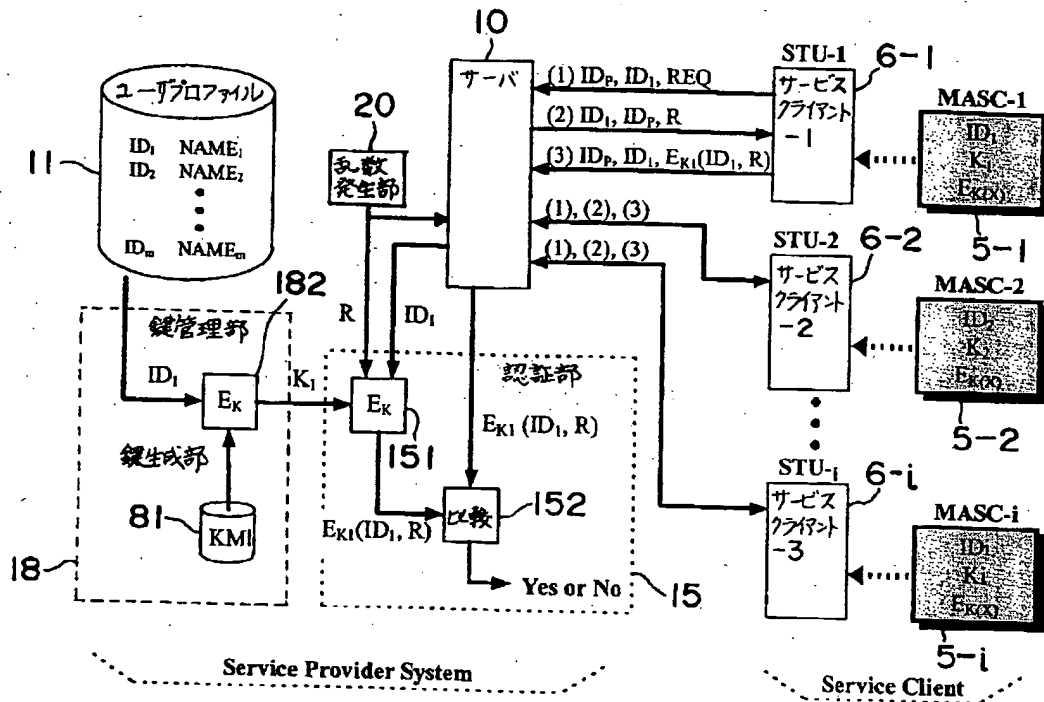 10
サーバ
STU-1
6-1
サービス
クライアント
-1
(1) ID_P, ID_1, REQ
(2) ID_1, ID_P, R
(3) ID_P, ID_1, E_K1(ID_1, R)
(1), (2), (3)
(1), (2), (3)
MASC-1
ID_1
K_1
E_K(X)
5-1
ユーザプロファイル
ID_1 NAME_1
ID_2 NAME_2
ID_m NAME_m
11
20
乱数
発生部
STU-2
6-2
サービス
クライアント
-2
MASC-2
ID_2
K_2
E_K(X)
5-2
182
鍵管理部
R
ID_1
ID_1
E_K
K_1
鍵生成部
81
KM1
18
認証部
E_K
151
E_K1 (ID_1, R)
比較
152
E_K1(ID_1, R)
Yes or No
15
STU-i
6-i
サービス
クライアント
-3
MASC-i
ID_i
K_i
E_K(X)
5-i
Service Provider System
Service Client